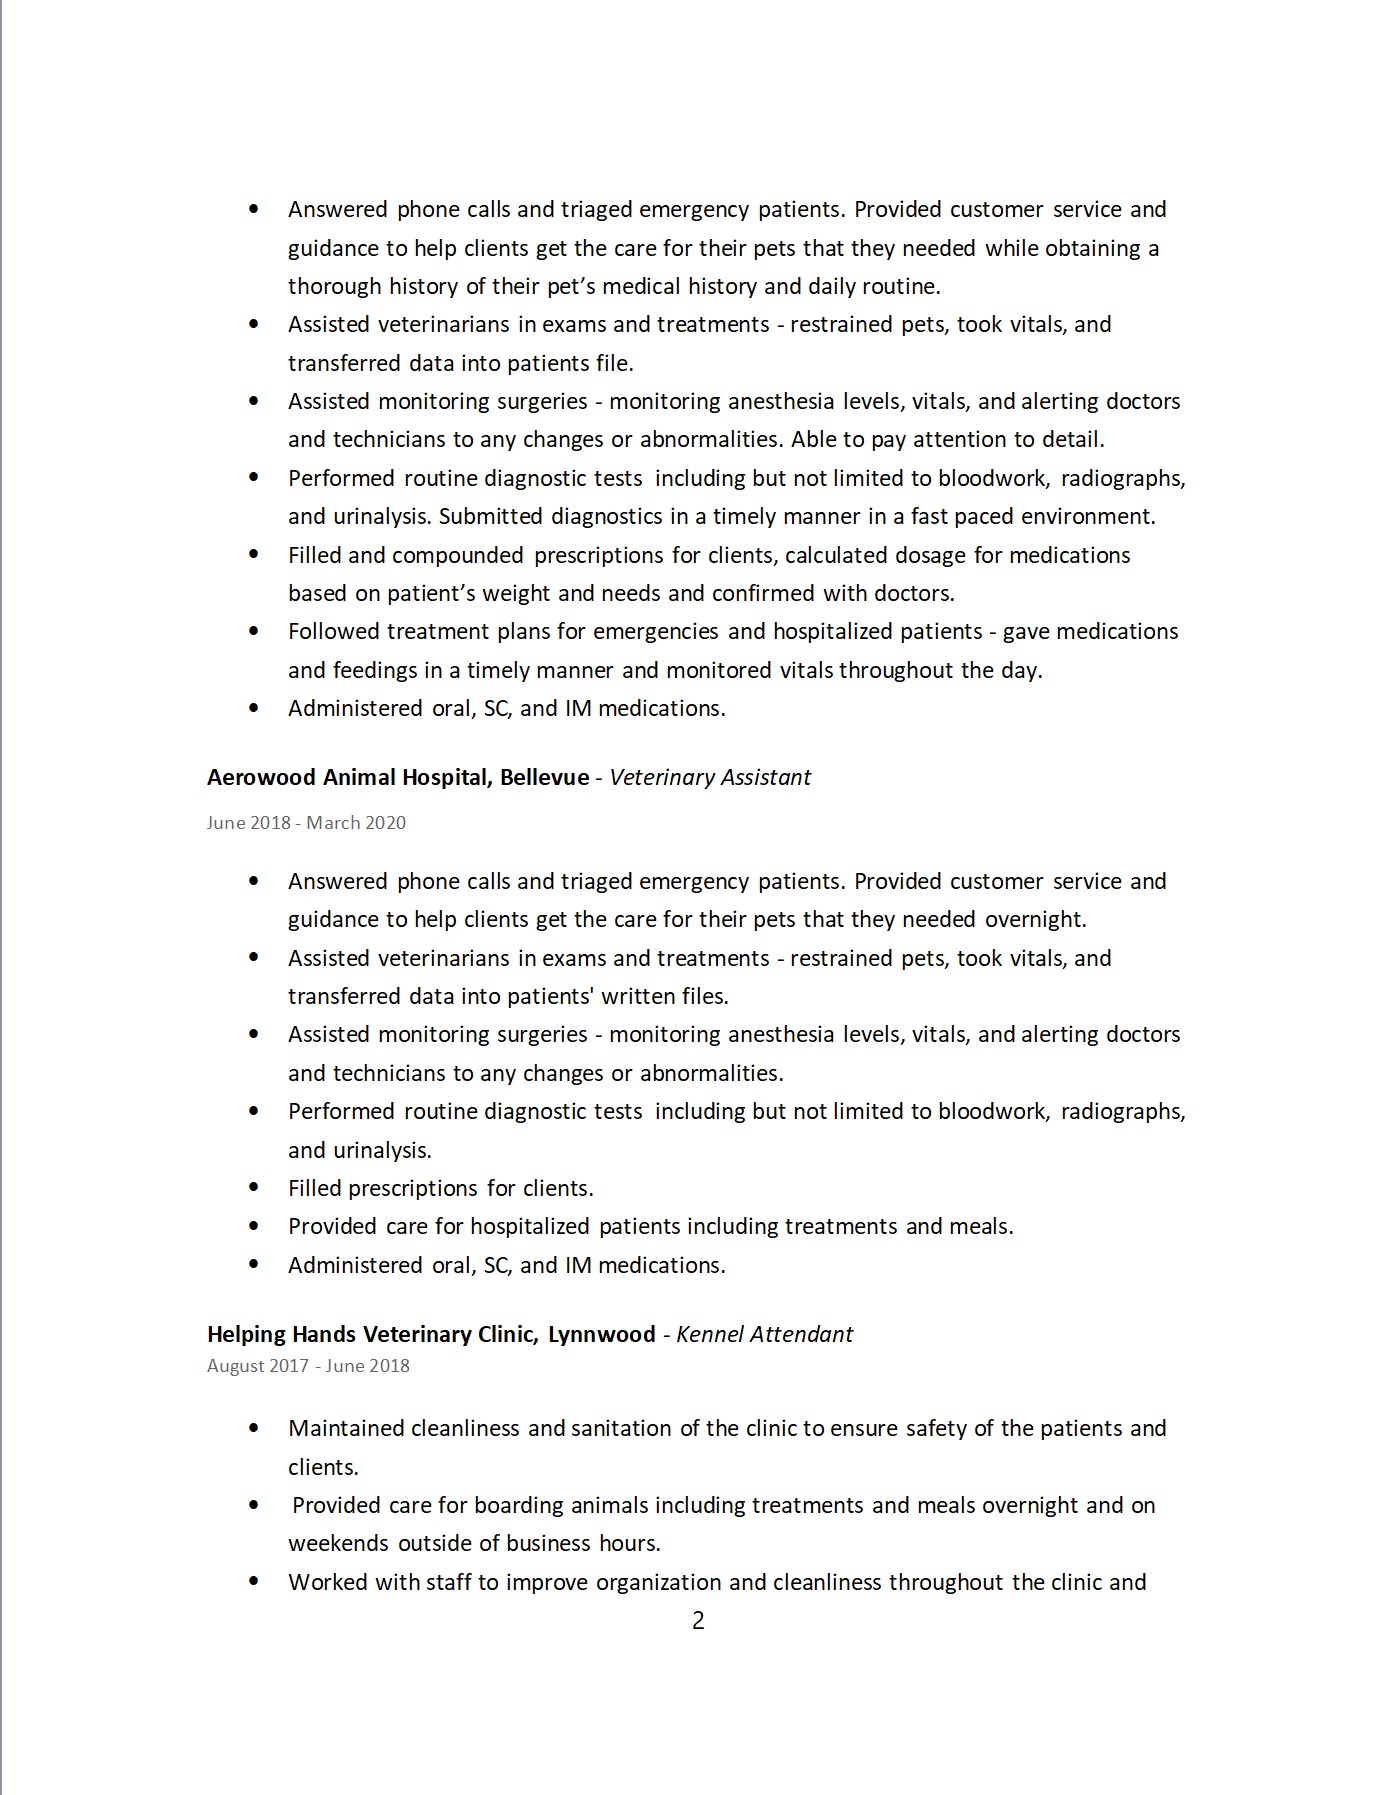 • Answered phone calls and triaged emergency patients. Provided customer service and
guidance to help clients get the care for their pets that they needed while obtaining a
thorough history of their pet’s medical history and daily routine.
• Assisted veterinarians in exams and treatments - restrained pets, took vitals, and
transferred data into patients file.
• Assisted monitoring surgeries - monitoring anesthesia levels, vitals, and alerting doctors
and technicians to any changes or abnormalities. Able to pay attention to detail.
• Performed routine diagnostic tests including but not limited to bloodwork, radiographs,
and urinalysis. Submitted diagnostics in a timely manner in a fast paced environment.
• Filled and compounded prescriptions for clients, calculated dosage for medications
based on patient’s weight and needs and confirmed with doctors.
• Followed treatment plans for emergencies and hospitalized patients - gave medications
and feedings in a timely manner and monitored vitals throughout the day.
• Administered oral, SC, and IM medications.
Aerowood Animal Hospital, Bellevue - Veterinary Assistant
June 2018 - March 2020
• Answered phone calls and triaged emergency patients. Provided customer service and
guidance to help clients get the care for their pets that they needed overnight.
• Assisted veterinarians in exams and treatments - restrained pets, took vitals, and
transferred data into patients' written files.
• Assisted monitoring surgeries - monitoring anesthesia levels, vitals, and alerting doctors
and technicians to any changes or abnormalities.
• Performed routine diagnostic tests including but not limited to bloodwork, radiographs,
and urinalysis.
• Filled prescriptions for clients.
• Provided care for hospitalized patients including treatments and meals.
• Administered oral, SC, and IM medications.
Helping Hands Veterinary Clinic, Lynnwood - Kennel Attendant
August 2017 - June 2018
• Maintained cleanliness and sanitation of the clinic to ensure safety of the patients and
clients.
• Provided care for boarding animals including treatments and meals overnight and on
weekends outside of business hours.
• Worked with staff to improve organization and cleanliness throughout the clinic and
2